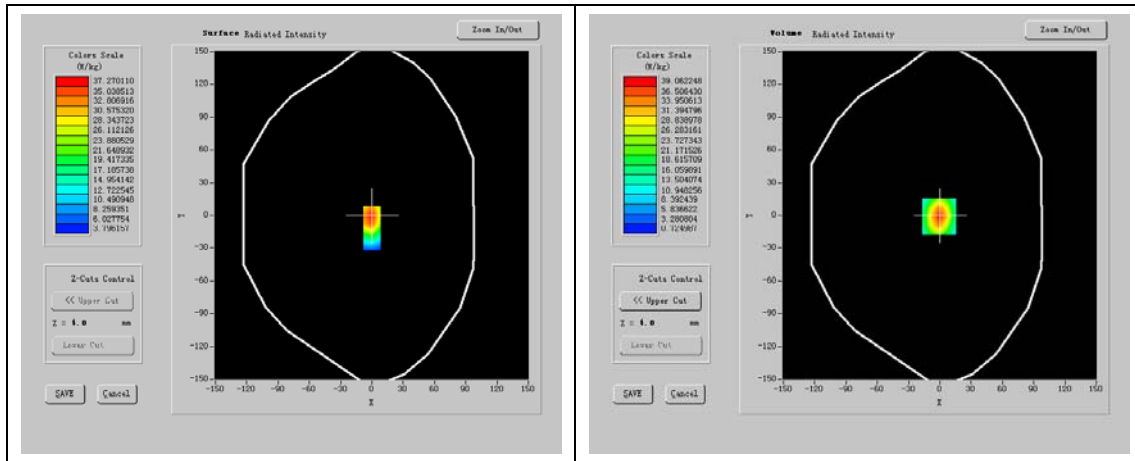 Surface Radiated Intensity
Zoom In/Out
Colors Scale
(W/kg)
37.270110
35.038513
32.806916
30.575320
28.343723
26.112126
23.880529
21.648932
19.417335
17.185738
14.954142
12.722545
10.490948
8.259351
6.027754
3.796157
150
120
90
60
30
0
-30
-60
-90
-120
-150
Y
-150 -120 -90 -60 -30 0 30 60 90 120 150
X
Z-Cuts Control
<< Upper Cut
Z = 4.0 mm
Lower Cut
SAVE Cancel
Volume Radiated Intensity
Zoom In/Out
Colors Scale
(W/kg)
39.062248
36.506430
33.950613
31.394796
28.838978
26.283161
23.727343
21.171526
18.615709
16.059891
13.504074
10.948256
8.392439
5.836622
3.280804
0.724987
150
120
90
60
30
0
-30
-60
-90
-120
-150
Y
-150 -120 -90 -60 -30 0 30 60 90 120 150
X
Z-Cuts Control
<< Upper Cut
Z = 4.0 mm
Lower Cut
SAVE Cancel